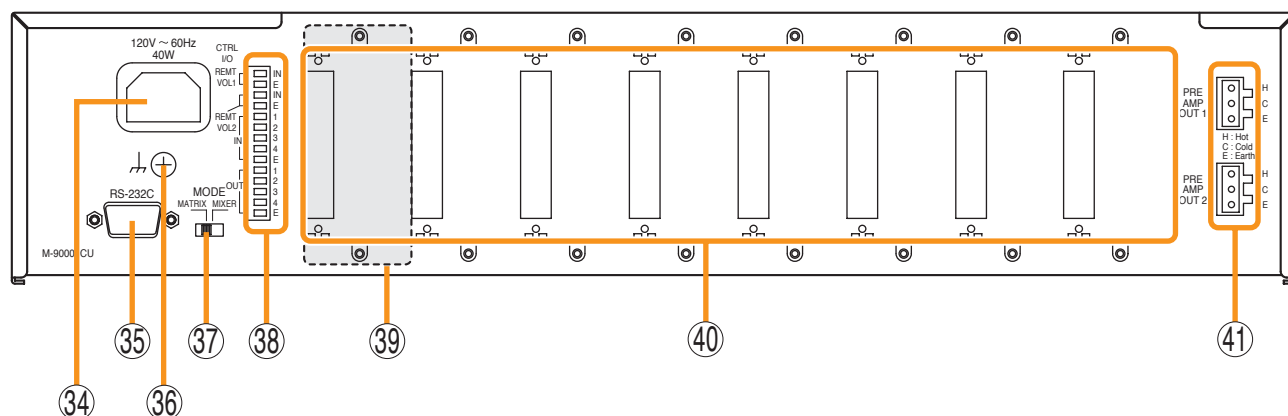 120V ～ 60Hz
40W
CTRL
I/O
REMT
VOL1
REMT
VOL2
IN
OUT
IN
E
IN
E
1
2
3
4
E
1
2
3
4
E
RS-232C
MODE
MATRIX
MIXER
PRE
AMP
OUT 1
H
C
E
H : Hot
C : Cold
E : Earth
PRE
AMP
OUT 2
H
C
E
34
35
36
37
38
39
40
41